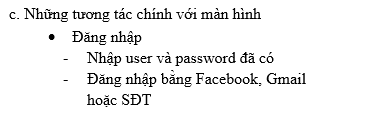 c. Những tương tác chính với màn hình
• Đăng nhập
- Nhập user và password đã có
- Đăng nhập bằng Facebook, Gmail
hoặc SĐT